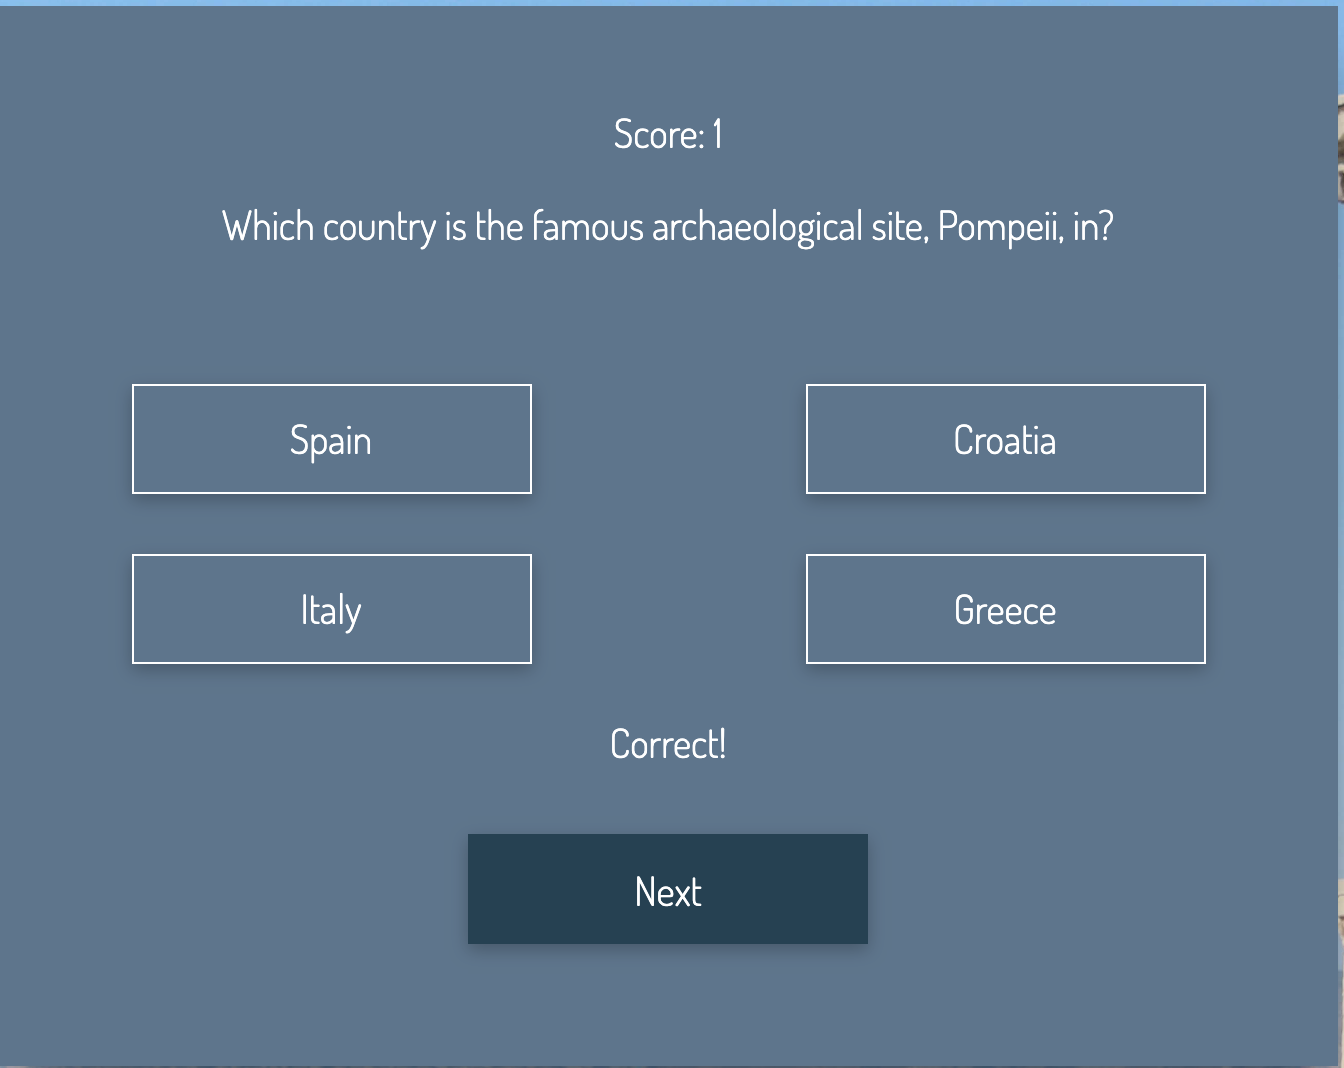 Score: 1
Which country is the famous archaeological site, Pompeii, in?
Spain
Croatia
Italy
Greece
Correct!
Next